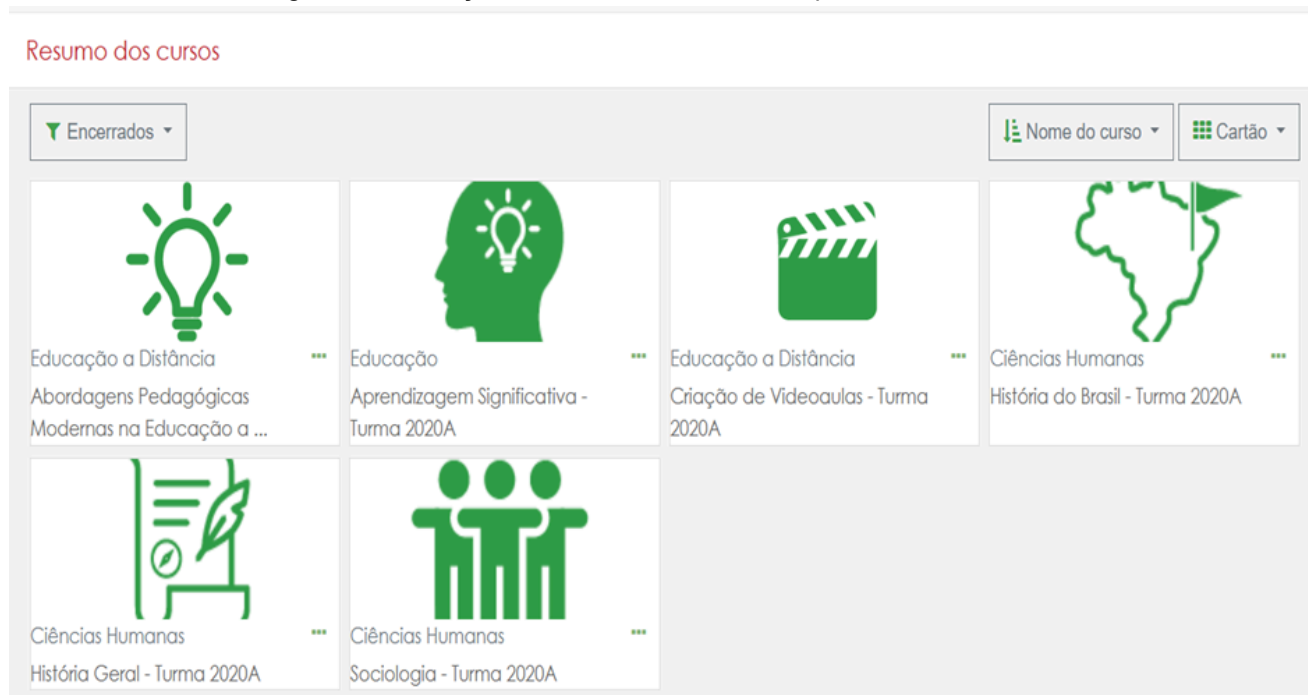 Resumo dos cursos
Encerrados
Nome do curso
Cartão
Educação a Distância
Abordagens Pedagógicas
Modernas na Educação a ...
Educação
Aprendizagem Significativa -
Turma 2020A
Educação a Distância
Criação de Videoaulas - Turma
2020A
Ciências Humanas
História do Brasil - Turma 2020A
Ciências Humanas
História Geral - Turma 2020A
Ciências Humanas
Sociologia - Turma 2020A